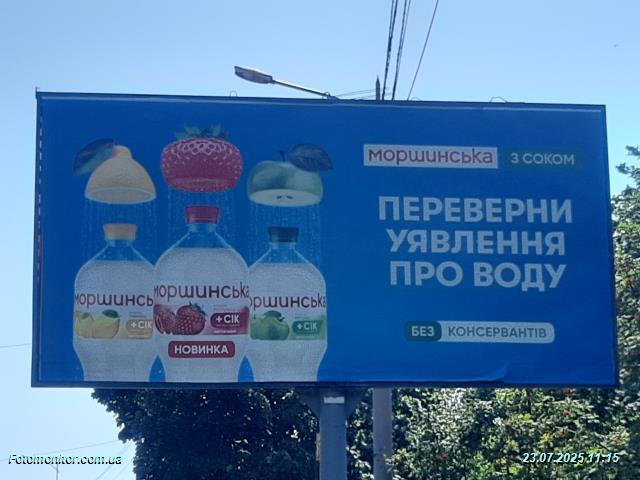 моршинська З СОКОМ
ПЕРЕВЕРНИ
УЯВЛЕННЯ
ПРО ВОДУ
БЕЗ КОНСЕРВАНТІВ
моршинська моршинська моршинська
+ СІК + СІК + СІК
НОВИНКА
Fotomonitor.com.ua
23.07.2025 11:15